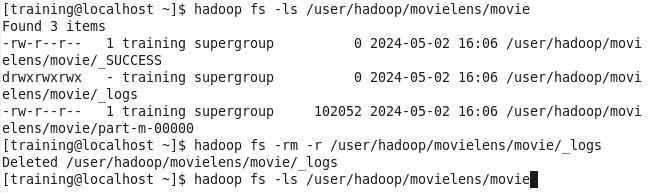 [training@localhost ~]$ hadoop fs -ls /user/hadoop/movielens/movie
Found 3 items
-rw-r--r--   1 training supergroup          0 2024-05-02 16:06 /user/hadoop/movi
elens/movie/_SUCCESS
drwxrwxrwx   - training supergroup          0 2024-05-02 16:06 /user/hadoop/movi
elens/movie/_logs
-rw-r--r--   1 training supergroup     102052 2024-05-02 16:06 /user/hadoop/movi
elens/movie/part-m-00000
[training@localhost ~]$ hadoop fs -rm -r /user/hadoop/movielens/movie/_logs
Deleted /user/hadoop/movielens/movie/_logs
[training@localhost ~]$ hadoop fs -ls /user/hadoop/movielens/movie